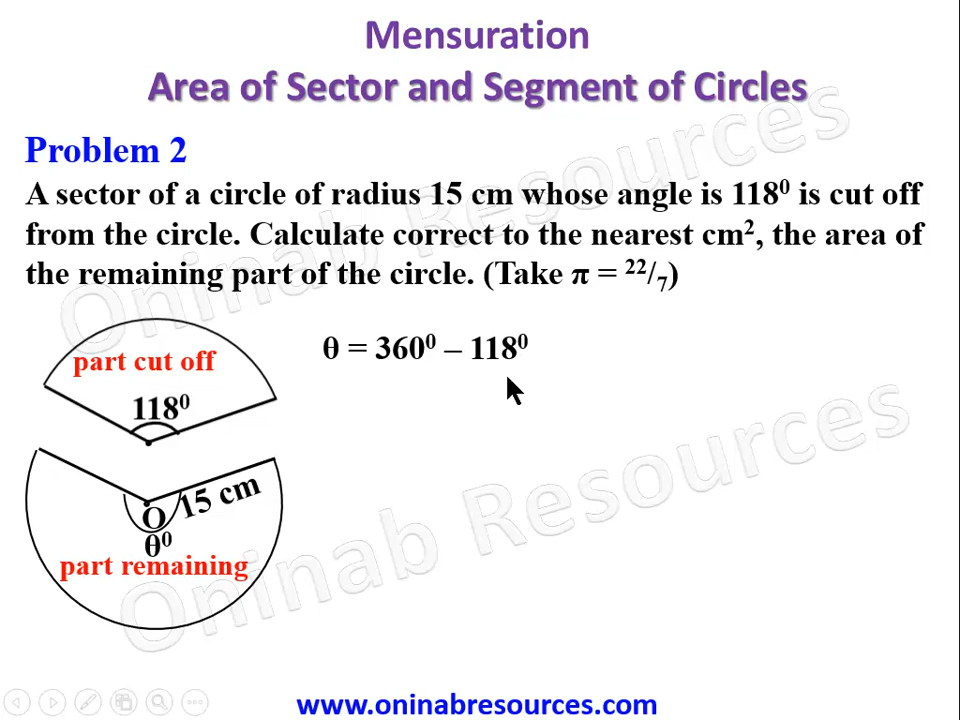 Mensuration
Area of Sector and Segment of Circles
Problem 2
A sector of a circle of radius 15 cm whose angle is 118⁰ is cut off
from the circle. Calculate correct to the nearest cm², the area of
the remaining part of the circle. (Take π = ²²/₇)
part cut off
θ = 360⁰ – 118⁰
118⁰
15 cm
O
θ⁰
part remaining
Oninab Resources
Oninab Resources
www.oninabresources.com